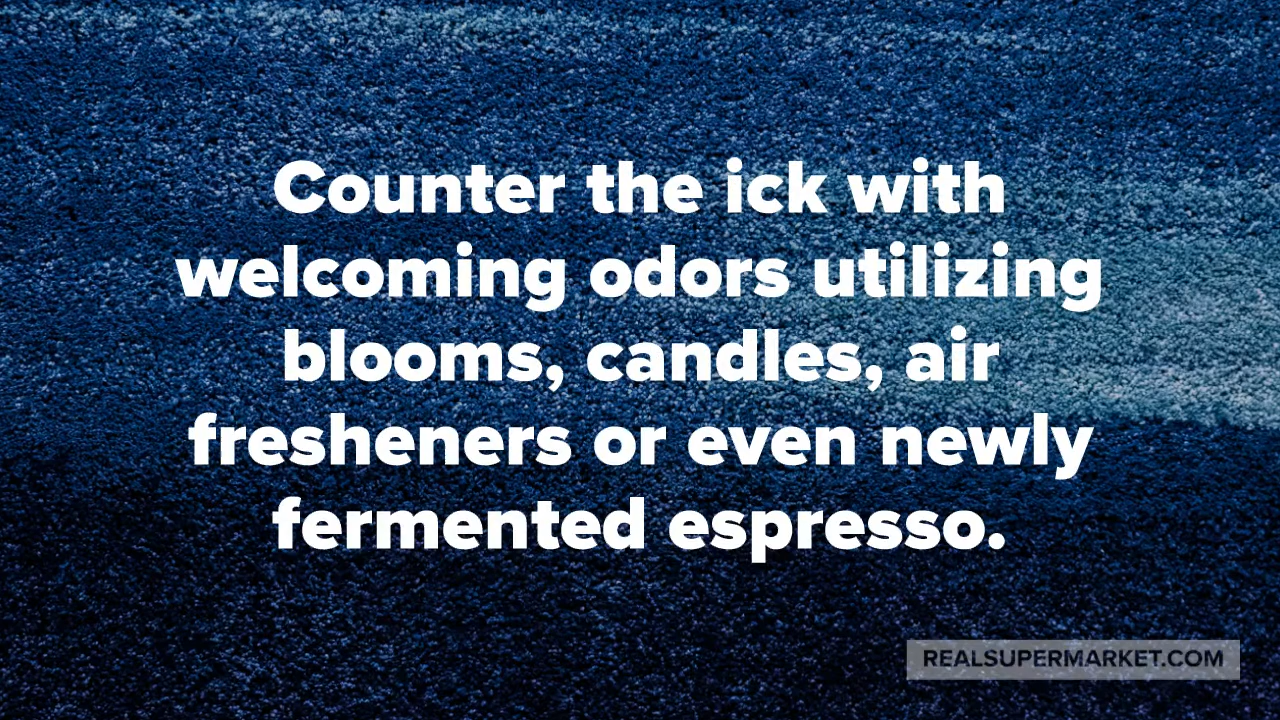 Counter the ick with
welcoming odors utilizing
blooms, candles, air
fresheners or even newly
fermented espresso.
REALSUPERMARKET.COM